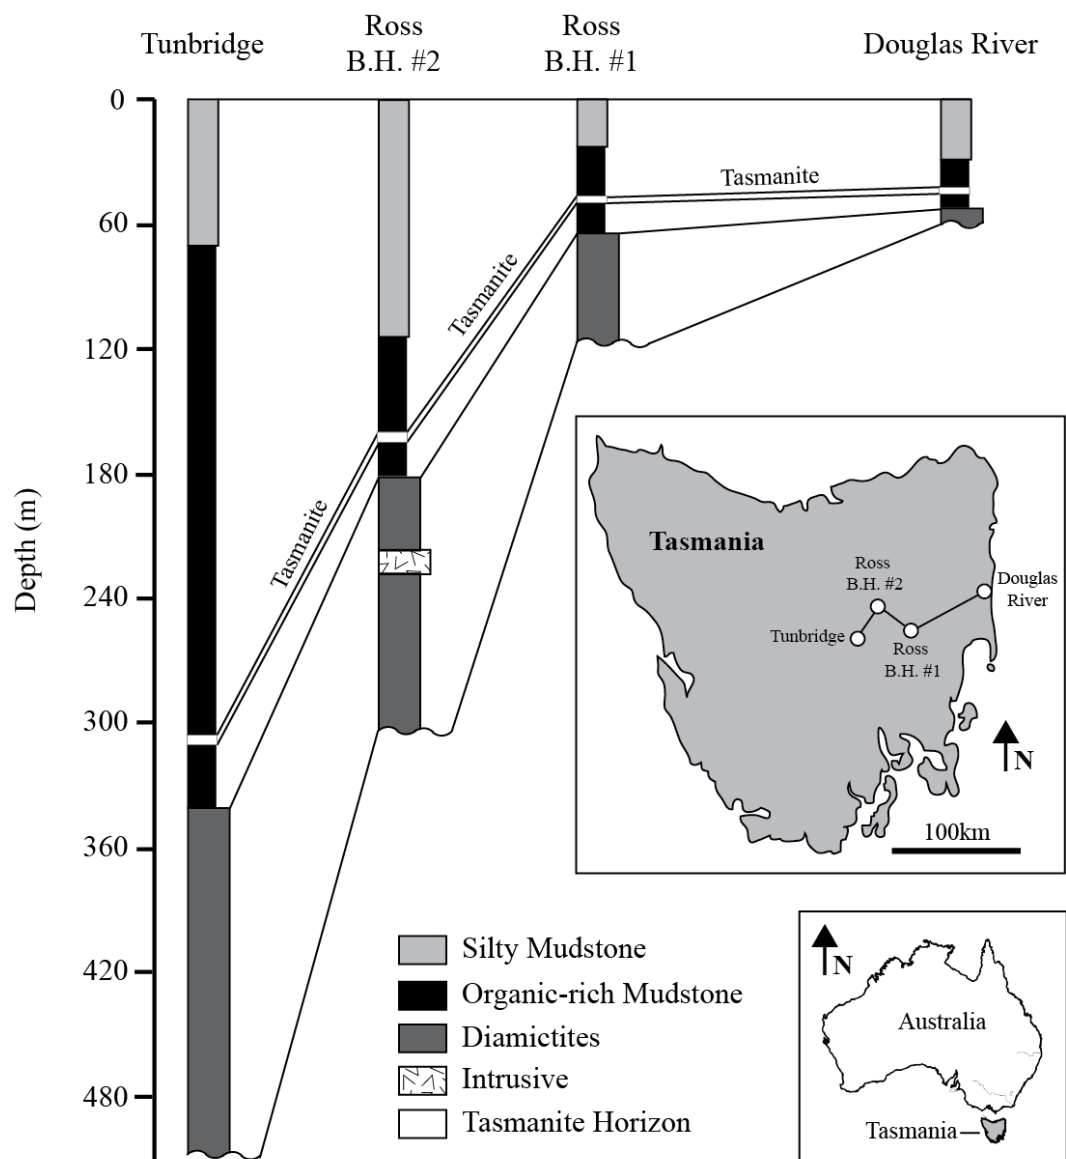 Tunbridge
Ross
B.H. #2
Ross
B.H. #1
Douglas River
Depth (m)
0
60
120
180
240
300
360
420
480
Tasmanite
Tasmanite
Tasmanite
Tasmania
Ross
B.H. #2
Douglas
River
Tunbridge
Ross
B.H. #1
N
100km
Silty Mudstone
Organic-rich Mudstone
Diamictites
Intrusive
Tasmanite Horizon
N
Australia
Tasmania